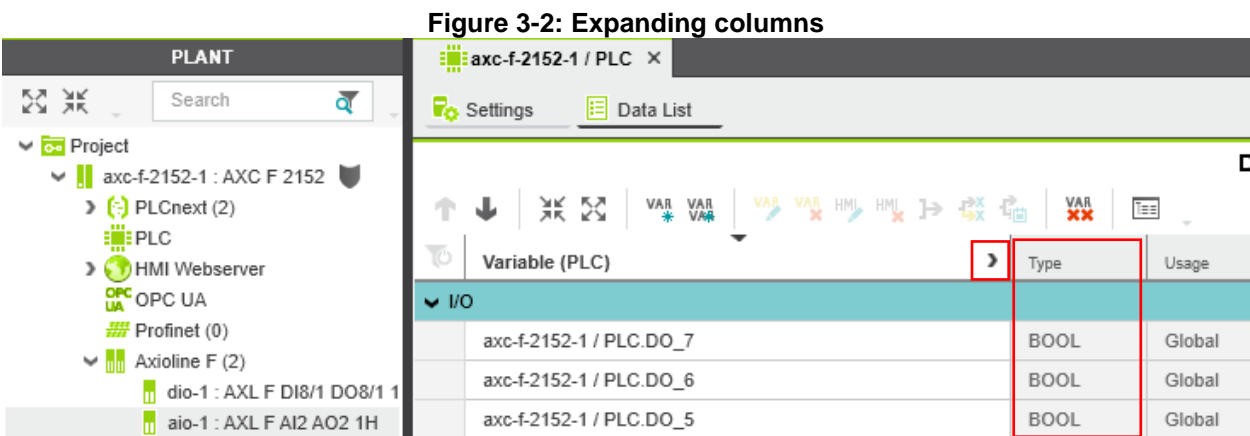 Figure 3-2: Expanding columns
PLANT
Search
Project
axc-f-2152-1 : AXC F 2152
PLCnext (2)
PLC
HMI Webserver
OPC UA
OPC UA
Profinet (0)
Axioline F (2)
dio-1 : AXL F DI8/1 DO8/1 1
aio-1 : AXL F AI2 AO2 1H
axc-f-2152-1 / PLC
Settings
Data List
D
VAR
VAR VAR
VAR
VAR
HMI
HMI
VAR
Variable (PLC)
Type
Usage
I/O
axc-f-2152-1 / PLC.DO_7
BOOL
Global
axc-f-2152-1 / PLC.DO_6
BOOL
Global
axc-f-2152-1 / PLC.DO_5
BOOL
Global